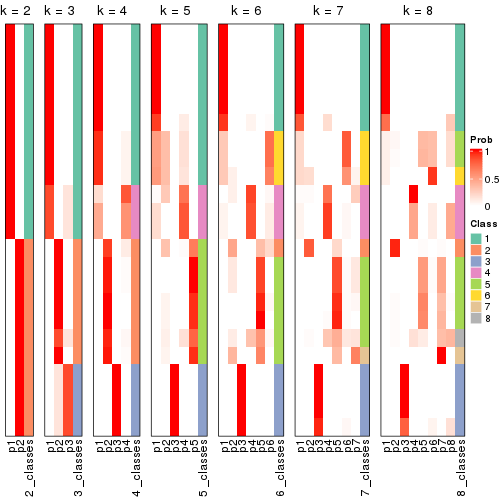 k = 2
k = 3
k = 4
k = 5
k = 6
k = 7
k = 8
Prob
1
0.5
0
Class
1
2
3
4
5
6
7
8
p1
p2
2_classes
p1
p2
p3
3_classes
p1
p2
p3
p4
4_classes
p1
p2
p3
p4
p5
5_classes
p1
p2
p3
p4
p5
p6
6_classes
p1
p2
p3
p4
p5
p6
p7
7_classes
p1
p2
p3
p4
p5
p6
p7
p8
8_classes